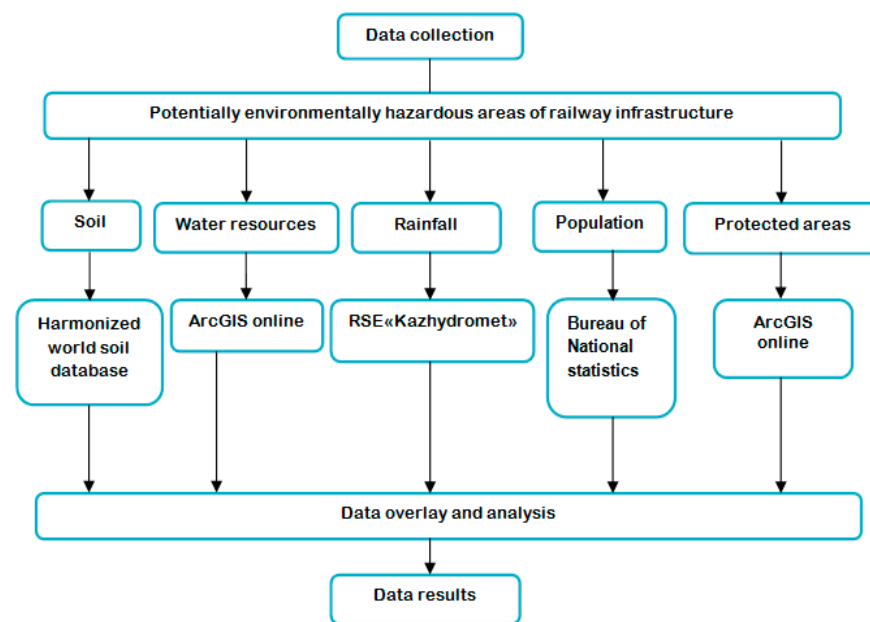 Data collection
Potentially environmentally hazardous areas of railway infrastructure
Soil
Water resources
Rainfall
Population
Protected areas
Harmonized
world soil
database
ArcGIS online
RSE«Kazhydromet»
Bureau of
National
statistics
ArcGIS
online
Data overlay and analysis
Data results